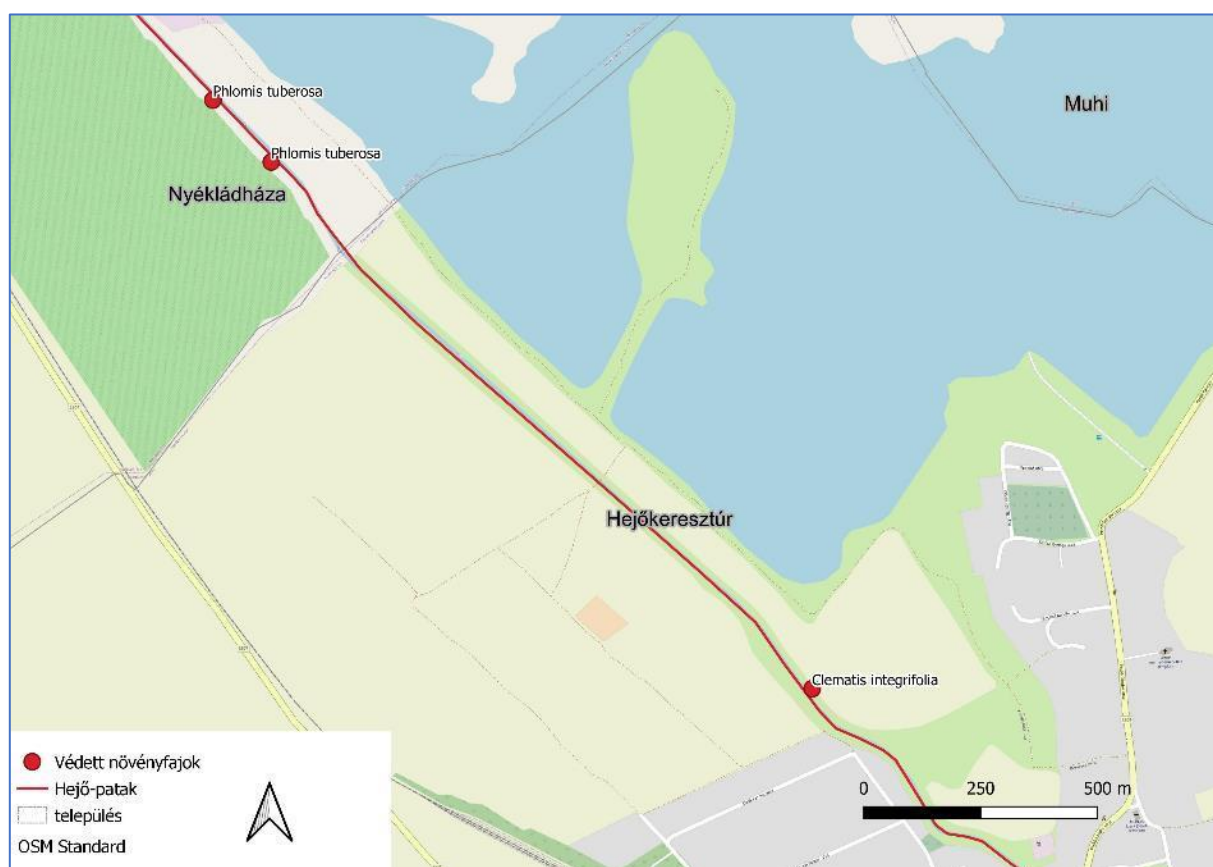 Phlomis tuberosa
Muhi
Phlomis tuberosa
Nyékládháza
Hejőkeresztúr
Clematis integrifolia
Védett növényfajok
Hejő-patak
település
OSM Standard
0 250 500 m